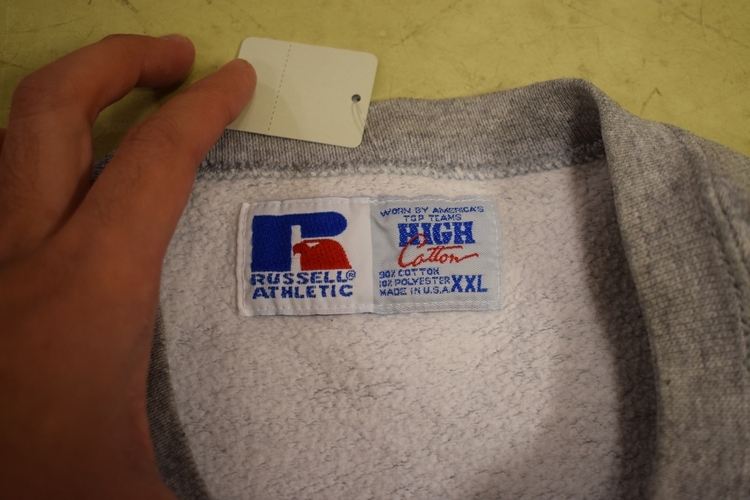 R
RUSSELL®
ATHLETIC
WORN BY AMERICA'S
TOP TEAMS
HIGH
Cotton
90% COTTON
10% POLYESTER XXL
MADE IN U.S.A.